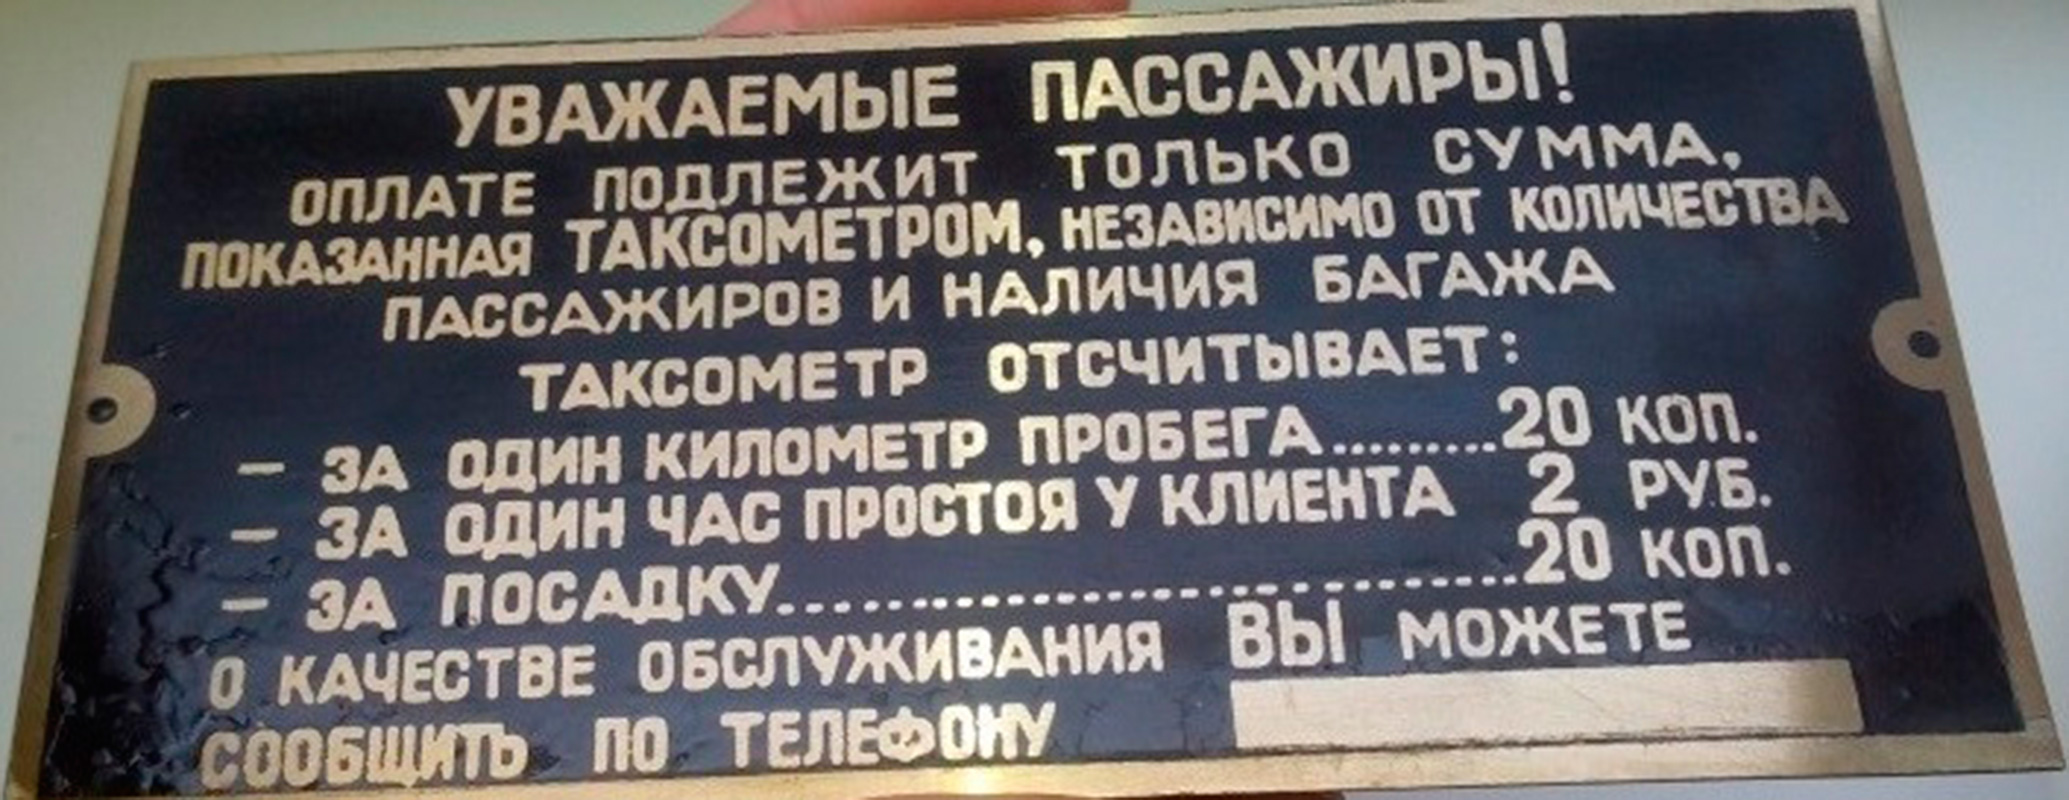 УВАЖАЕМЫЕ ПАССАЖИРЫ!
ОПЛАТЕ ПОДЛЕЖИТ ТОЛЬКО СУММА,
ПОКАЗАННАЯ ТАКСОМЕТРОМ, НЕЗАВИСИМО ОТ КОЛИЧЕСТВА
ПАССАЖИРОВ И НАЛИЧИЯ БАГАЖА
ТАКСОМЕТР ОТСЧИТЫВАЕТ:
— ЗА ОДИН КИЛОМЕТР ПРОБЕГА.........20 КОП.
— ЗА ОДИН ЧАС ПРОСТОЯ У КЛИЕНТА 2 РУБ.
— ЗА ПОСАДКУ..............................20 КОП.
О КАЧЕСТВЕ ОБСЛУЖИВАНИЯ ВЫ МОЖЕТЕ
СООБЩИТЬ ПО ТЕЛЕФОНУ